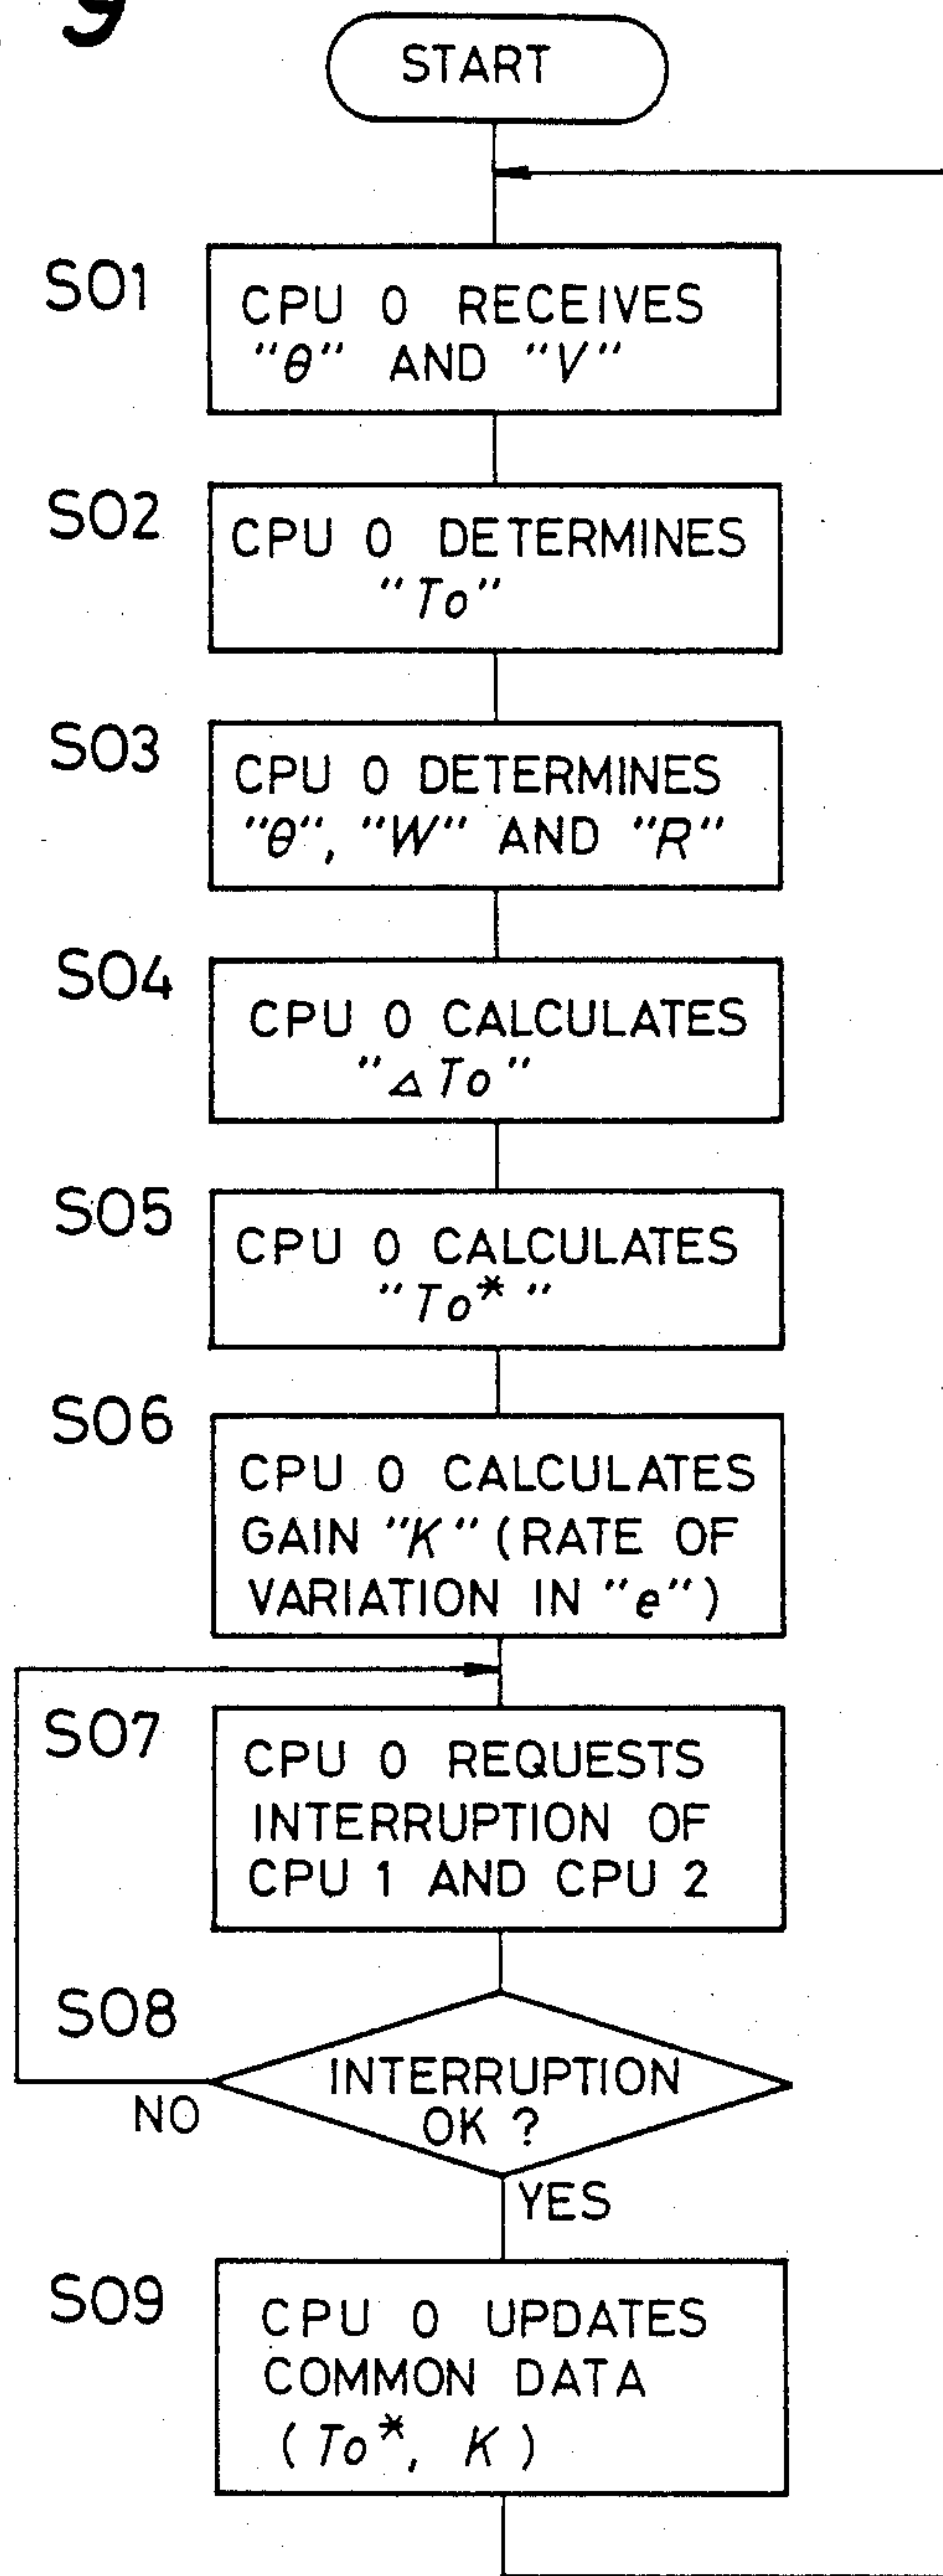 9
START
S01
CPU 0 RECEIVES
"θ" AND "V"
S02
CPU 0 DETERMINES
"To"
S03
CPU 0 DETERMINES
"θ", "W" AND "R"
S04
CPU 0 CALCULATES
"△To"
S05
CPU 0 CALCULATES
"To*"
S06
CPU 0 CALCULATES
GAIN "K" (RATE OF
VARIATION IN "e")
S07
CPU 0 REQUESTS
INTERRUPTION OF
CPU 1 AND CPU 2
S08
INTERRUPTION
OK ?
NO
YES
S09
CPU 0 UPDATES
COMMON DATA
(To*, K)